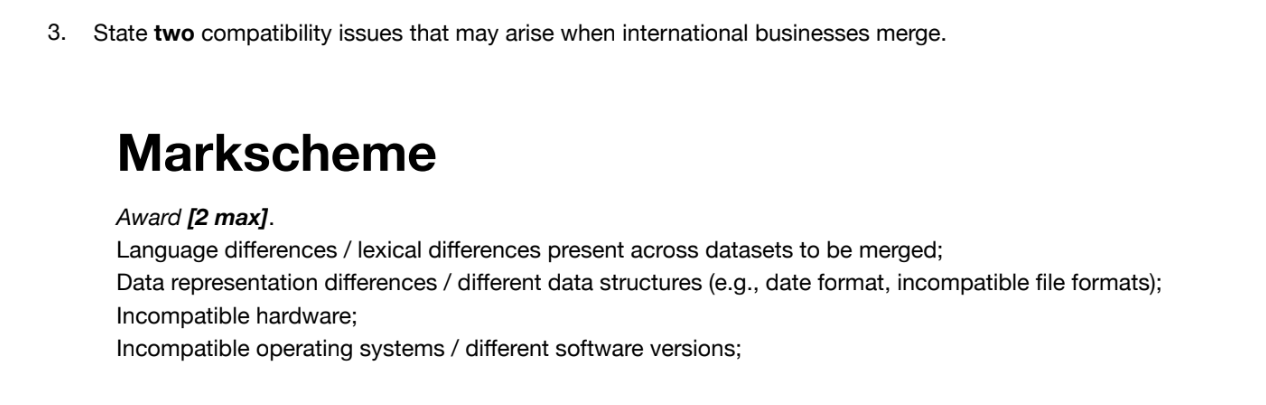 3. State two compatibility issues that may arise when international businesses merge.
Markscheme
Award [2 max].
Language differences / lexical differences present across datasets to be merged;
Data representation differences / different data structures (e.g., date format, incompatible file formats);
Incompatible hardware;
Incompatible operating systems / different software versions;